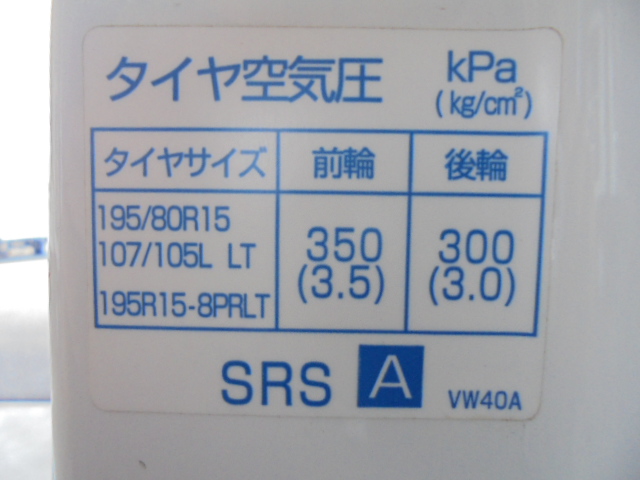 タイヤ空気圧 kPa
(kg/cm²)
タイヤサイズ 前輪 後輪
195/80R15
107/105L LT
195R15-8PRLT
350 300
(3.5) (3.0)
SRS A VW40A